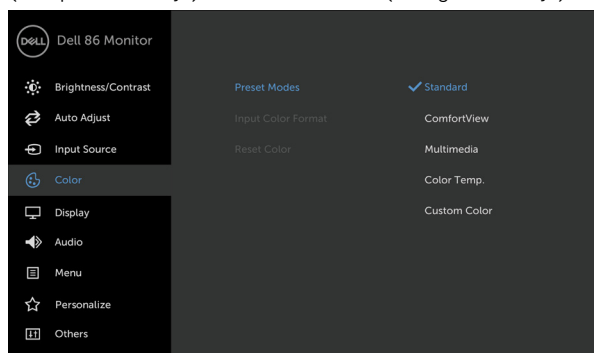 DELL Dell 86 Monitor
Brightness/Contrast Preset Modes Standard
Auto Adjust Input Color Format ComfortView
Input Source Reset Color Multimedia
Color Color Temp.
Display Custom Color
Audio
Menu
Personalize
Others